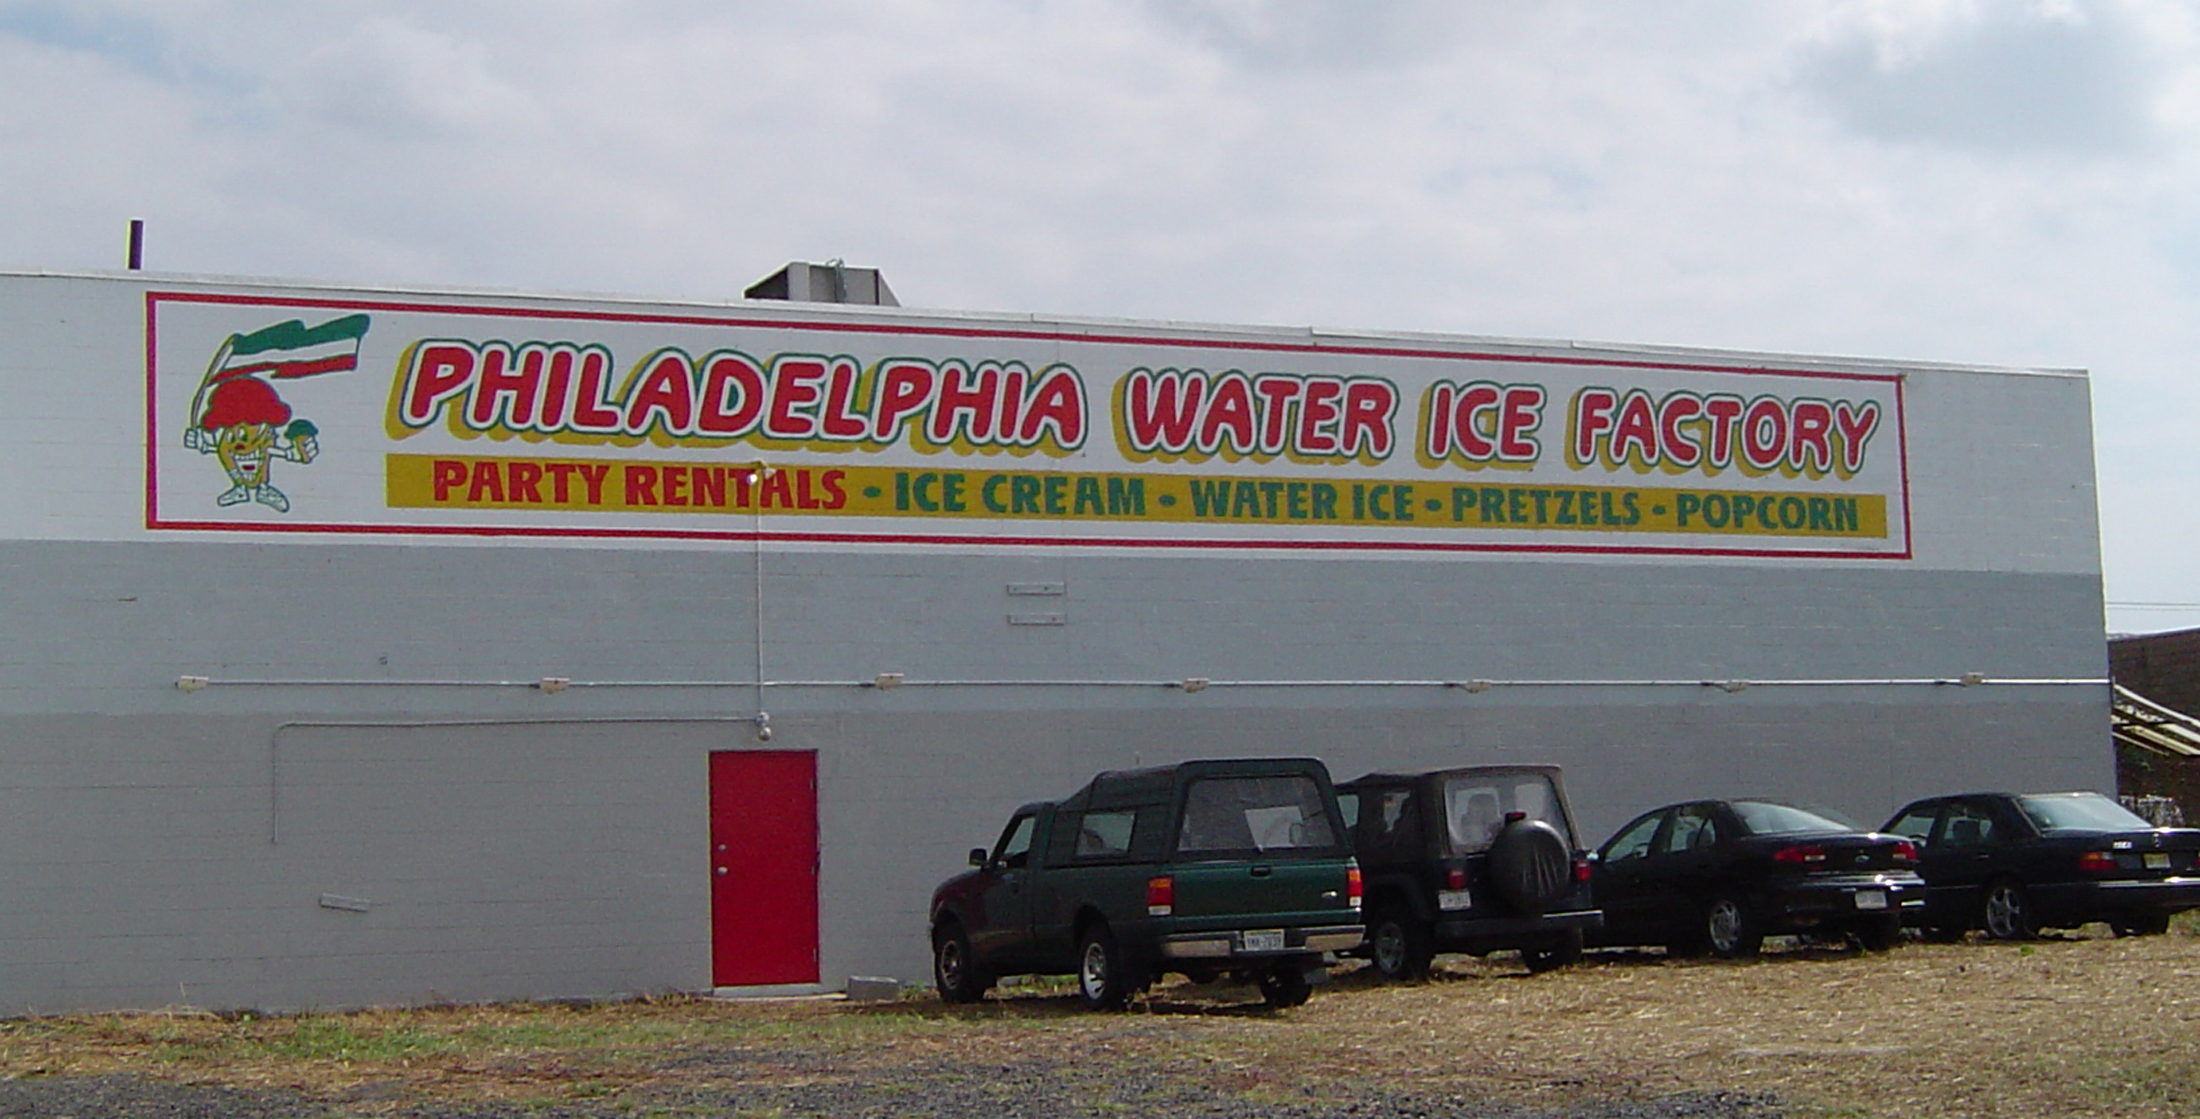 PHILADELPHIA WATER ICE FACTORY
PARTY RENTALS • ICE CREAM • WATER ICE • PRETZELS • POPCORN